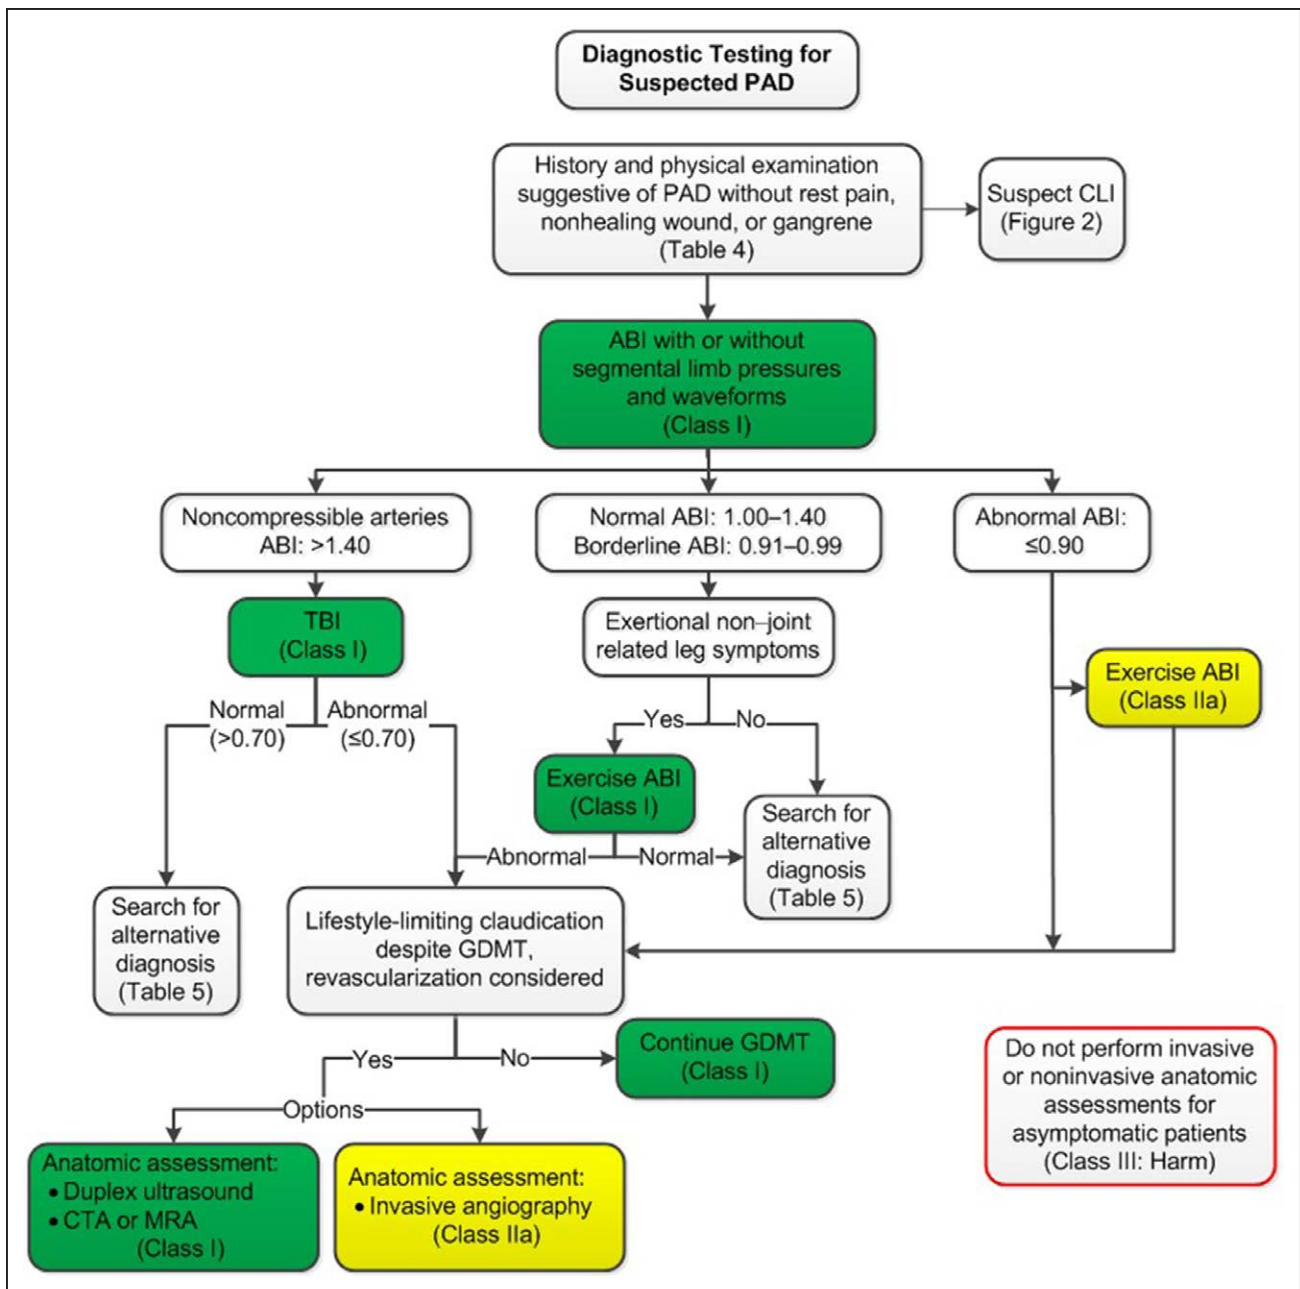 Diagnostic Testing for
Suspected PAD
History and physical examination
suggestive of PAD without rest pain,
nonhealing wound, or gangrene
(Table 4)
Suspect CLI
(Figure 2)
ABI with or without
segmental limb pressures
and waveforms
(Class I)
Noncompressible arteries
ABI: >1.40
Normal ABI: 1.00–1.40
Borderline ABI: 0.91–0.99
Abnormal ABI:
≤0.90
TBI
(Class I)
Exertional non–joint
related leg symptoms
Exercise ABI
(Class IIa)
Normal
(>0.70)
Abnormal
(≤0.70)
Yes
No
Exercise ABI
(Class I)
Search for
alternative
diagnosis
(Table 5)
Abnormal
Normal
Search for
alternative
diagnosis
(Table 5)
Lifestyle-limiting claudication
despite GDMT,
revascularization considered
Yes
No
Continue GDMT
(Class I)
Do not perform invasive
or noninvasive anatomic
assessments for
asymptomatic patients
(Class III: Harm)
Options
Anatomic assessment:
• Duplex ultrasound
• CTA or MRA
(Class I)
Anatomic assessment:
• Invasive angiography
(Class IIa)